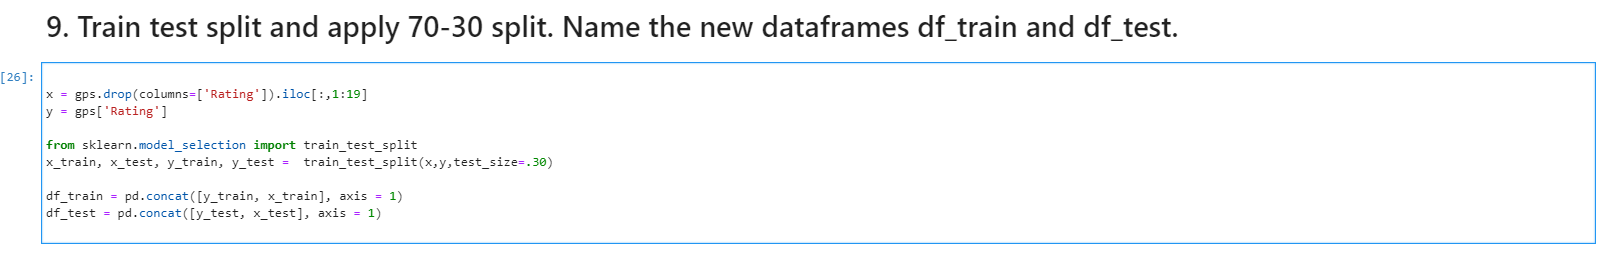 9. Train test split and apply 70-30 split. Name the new dataframes df_train and df_test.
[26]:
x = gps.drop(columns=['Rating']).iloc[:,1:19]
y = gps['Rating']
from sklearn.model_selection import train_test_split
x_train, x_test, y_train, y_test =  train_test_split(x,y,test_size=.30)
df_train = pd.concat([y_train, x_train], axis = 1)
df_test = pd.concat([y_test, x_test], axis = 1)